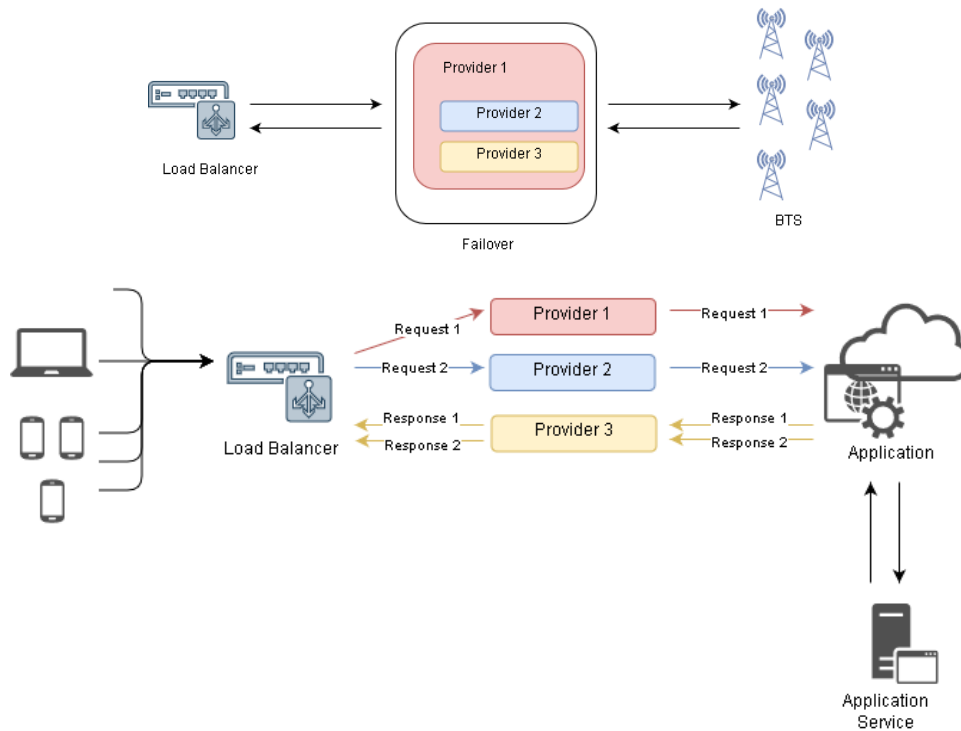 Provider 1
Provider 2
Provider 3
Load Balancer
BTS
Failover
Provider 1
Request 1
Request 1
Provider 2
Request 2
Request 2
Response 1
Provider 3
Response 1
Response 2
Response 2
Load Balancer
Application
Application
Service